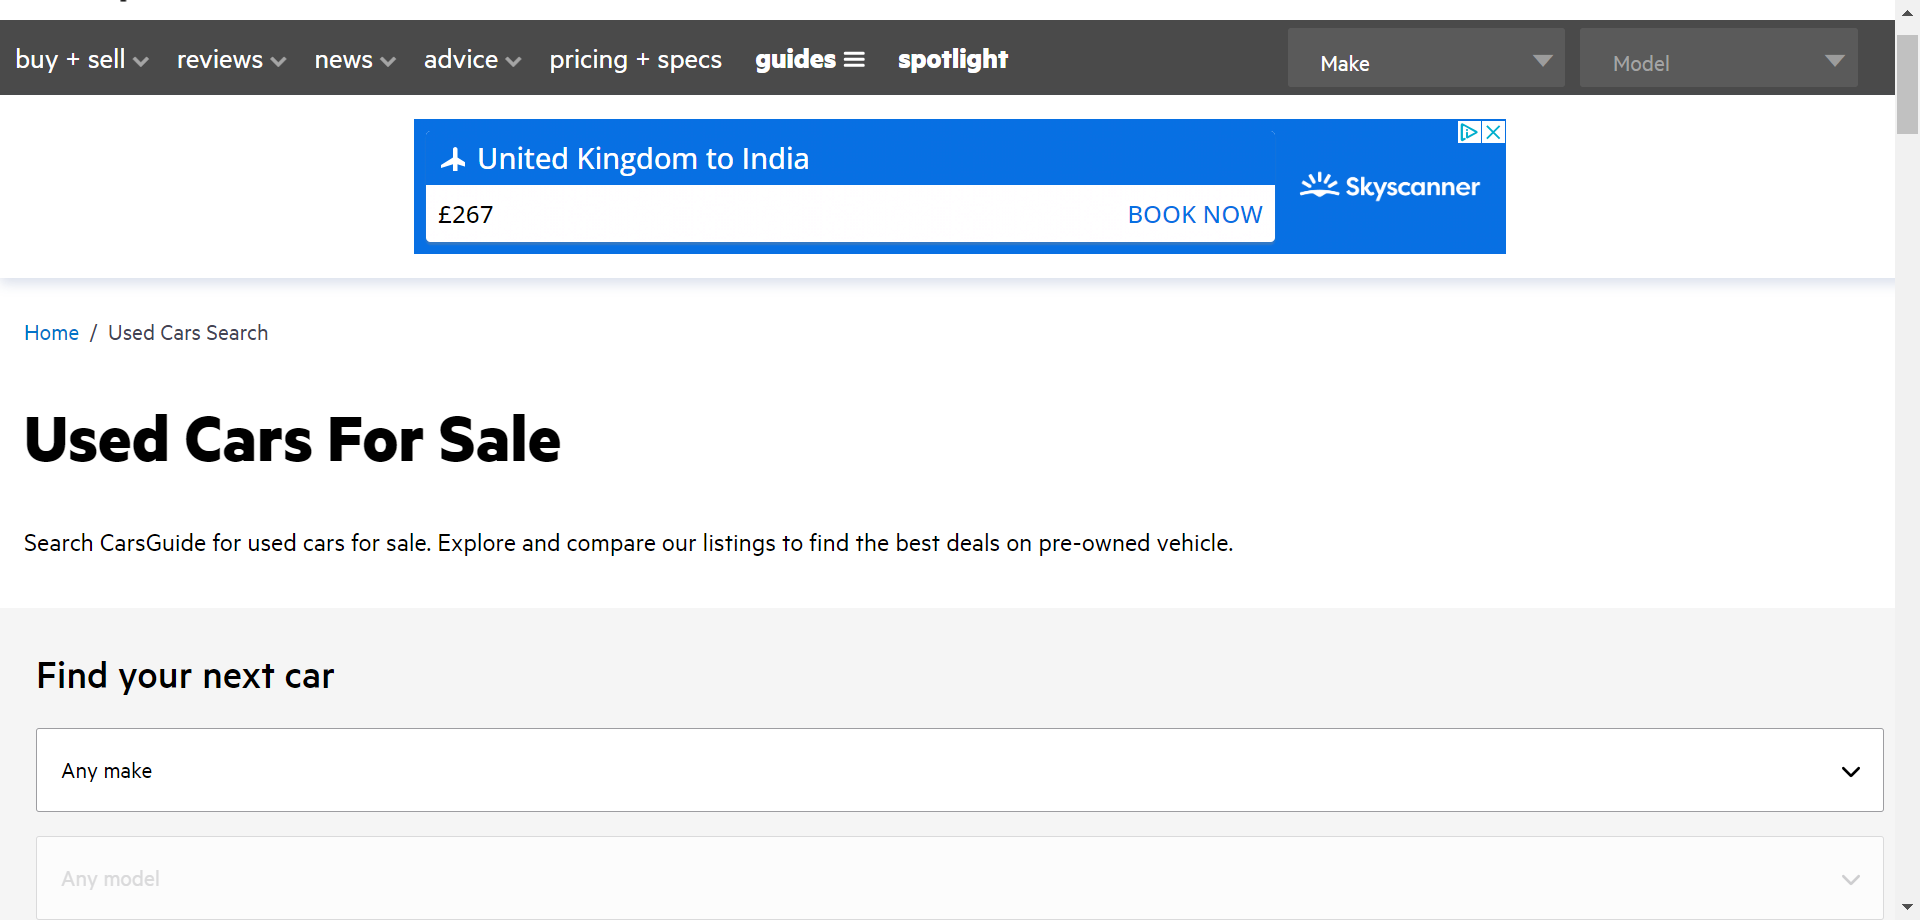 buy + sell reviews news advice pricing + specs guides spotlight Make Model
United Kingdom to India
£267 BOOK NOW
Skyscanner
Home / Used Cars Search
Used Cars For Sale
Search CarsGuide for used cars for sale. Explore and compare our listings to find the best deals on pre-owned vehicle.
Find your next car
Any make
Any model